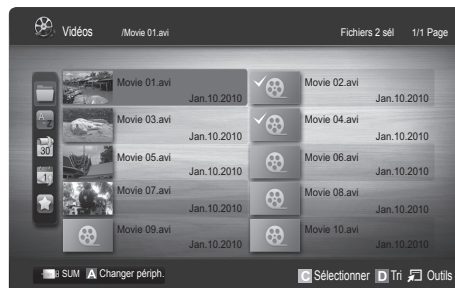 Vidéos /Movie 01.avi Fichiers 2 sél 1/1 Page
Movie 01.avi Movie 02.avi
Jan.10.2010 Jan.10.2010
Movie 03.avi Movie 04.avi
Jan.10.2010 Jan.10.2010
Movie 05.avi Movie 06.avi
Jan.10.2010 Jan.10.2010
Movie 07.avi Movie 08.avi
Jan.10.2010 Jan.10.2010
Movie 09.avi Movie 10.avi
Jan.10.2010 Jan.10.2010
SUM A Changer périph. C Sélectionner D Tri Outils